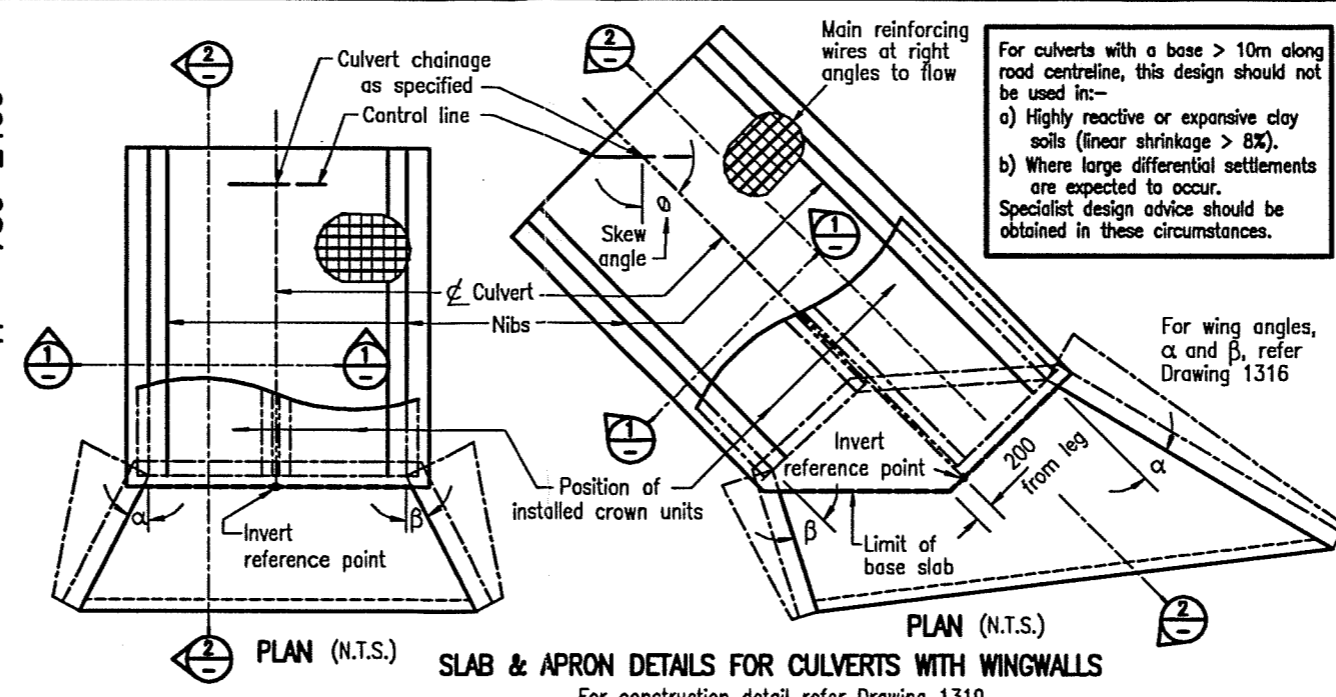 2
-
Culvert chainage
as specified
Control line
2
-
Main reinforcing
wires at right
angles to flow
For culverts with a base > 10m along
road centreline, this design should not
be used in:–
a) Highly reactive or expansive clay
soils (linear shrinkage > 8%).
b) Where large differential settlements
are expected to occur.
Specialist design advice should be
obtained in these circumstances.
Skew
angle
1
-
₵ Culvert
Nibs
1
-
1
-
1
-
For wing angles,
α and β, refer
Drawing 1316
α
β
Invert
reference point
Position of
installed crown units
Invert
reference point
200
from leg
α
β
Limit of
base slab
2
-
2
-
PLAN (N.T.S.)
PLAN (N.T.S.)
SLAB & APRON DETAILS FOR CULVERTS WITH WINGWALLS
For construction detail refer Drawing 1319